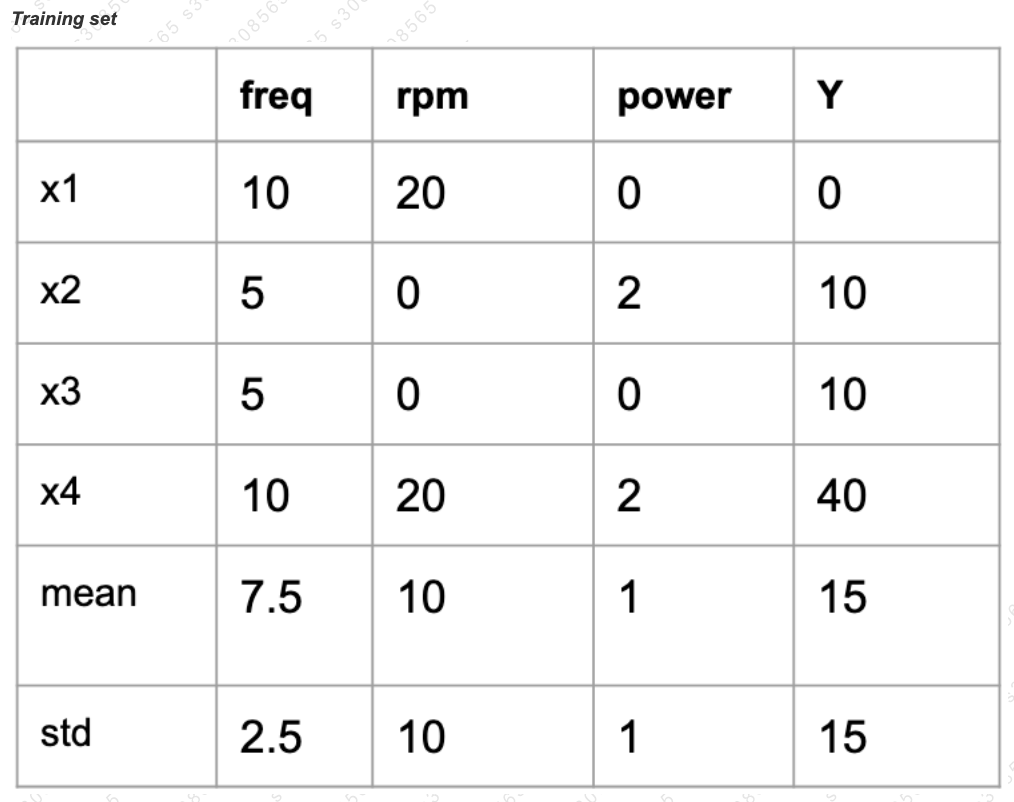 Training set
freq rpm power Y
x1 10 20 0 0
x2 5 0 2 10
x3 5 0 0 10
x4 10 20 2 40
mean 7.5 10 1 15
std 2.5 10 1 15